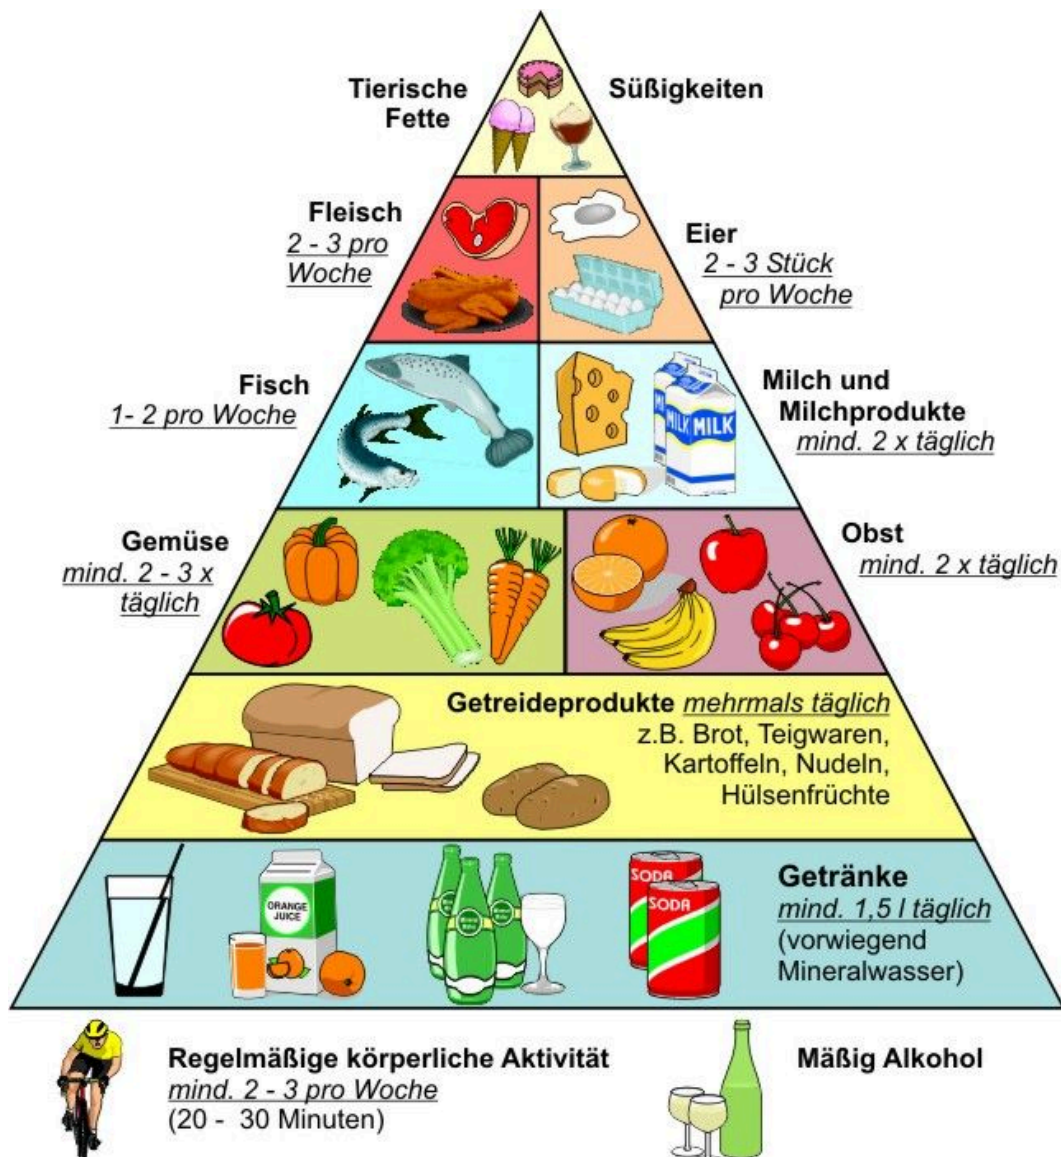 Tierische
Fette
Süßigkeiten
Fleisch
2 - 3 pro
Woche
Eier
2 - 3 Stück
pro Woche
Fisch
1- 2 pro Woche
Milch und
Milchprodukte
mind. 2 x täglich
MILK
MILK
Gemüse
mind. 2 - 3 x
täglich
Obst
mind. 2 x täglich
Getreideprodukte mehrmals täglich
z.B. Brot, Teigwaren,
Kartoffeln, Nudeln,
Hülsenfrüchte
ORANGE
JUICE
SODA
SODA
Getränke
mind. 1,5 l täglich
(vorwiegend
Mineralwasser)
Regelmäßige körperliche Aktivität
mind. 2 - 3 pro Woche
(20 - 30 Minuten)
Mäßig Alkohol